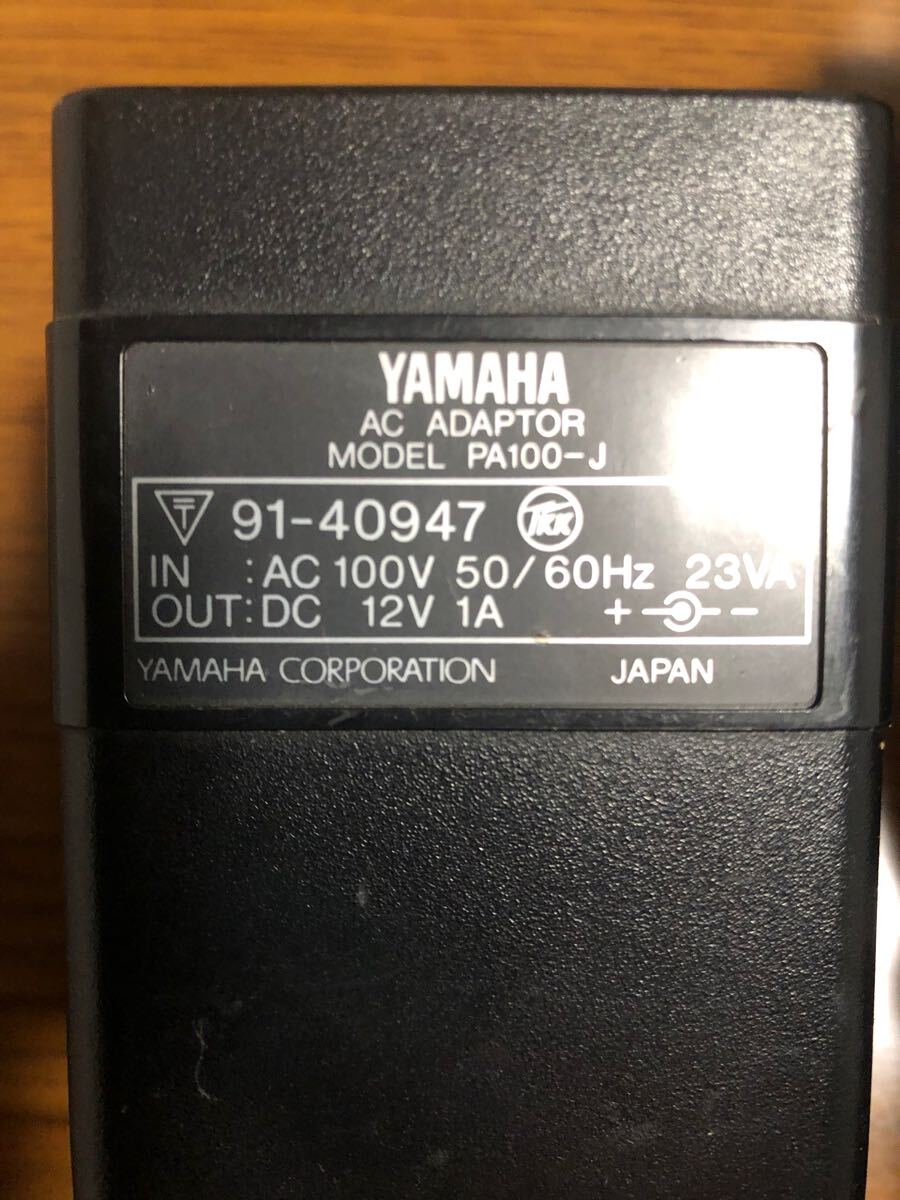 YAMAHA
AC ADAPTOR
MODEL PA100-J
〒 91-40947 TKK
IN : AC 100V 50/60Hz 23VA
OUT: DC 12V 1A + -
YAMAHA CORPORATION JAPAN